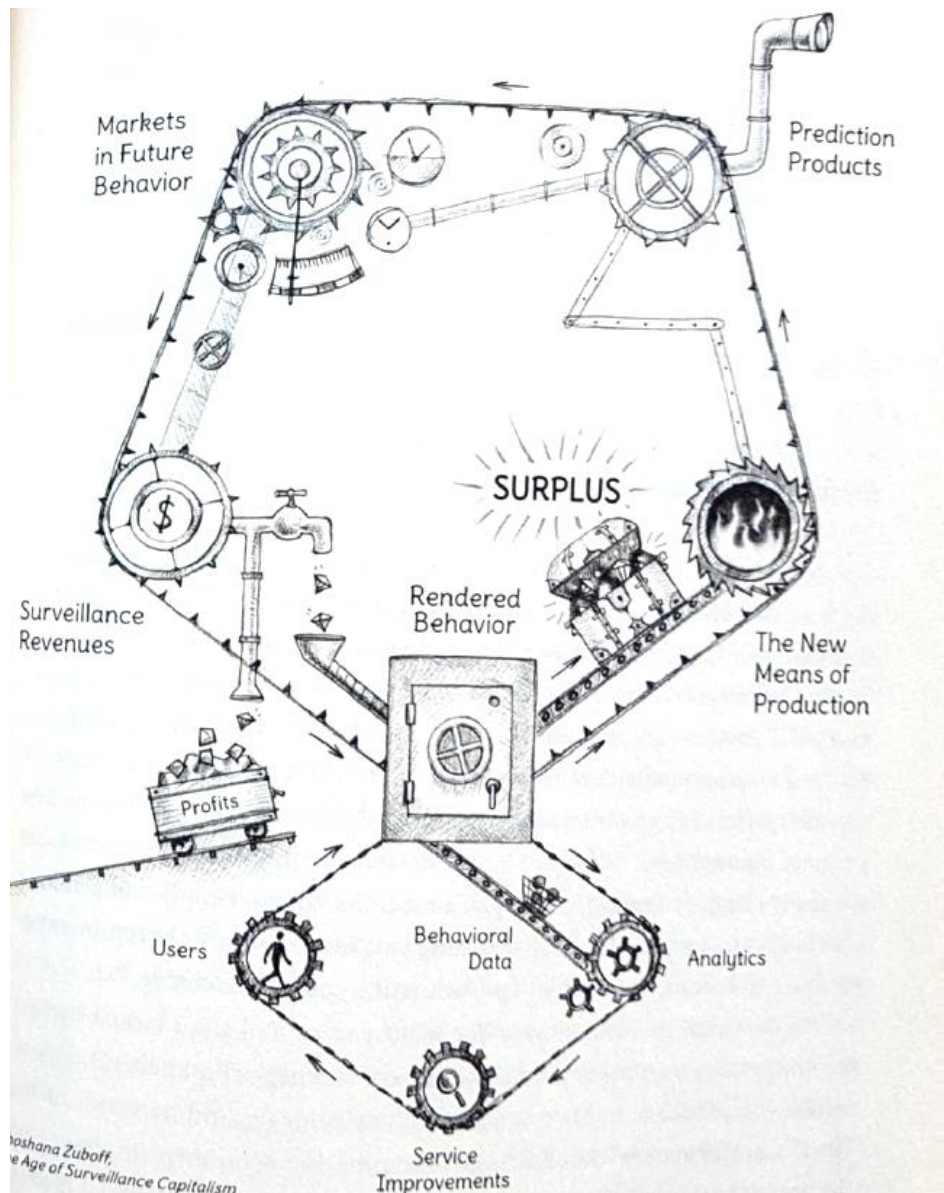 Markets
in Future
Behavior
Prediction
Products
SURPLUS
$
Surveillance
Revenues
Rendered
Behavior
The New
Means of
Production
Profits
Users
Behavioral
Data
Analytics
Service
Improvements
Zuboff,
Age of Surveillance Capitalism